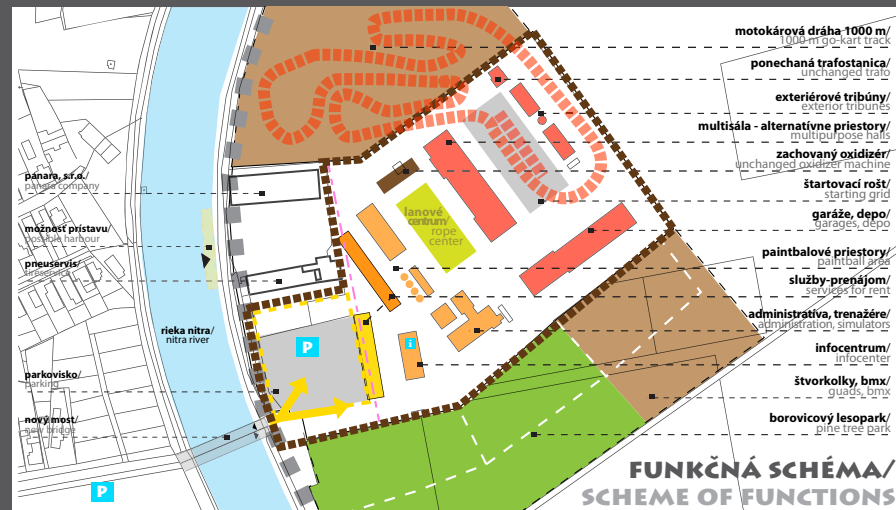 motokárová dráha 1000 m/
1000 m go-kart track
ponechaná trafostanica/
unchanged trafo
exteriérové tribúny/
exterior tribunes
multisála - alternatívne priestory/
multipurpose halls
zachovaný oxidizér/
unchanged oxidizer machine
štartovací rošt/
starting grid
garáže, depo/
garages, depo
paintbalové priestory/
paintball area
služby-prenájom/
services for rent
administratíva, trenažére/
administration, simulators
infocentrum/
infocenter
štvorkolky, bmx/
quads, bmx
borovicový lesopark/
pine tree park
panara, s.r.o./
panara company
možnosť prístavu/
possible harbour
pneuservis/
tireservice
rieka nitra/
nitra river
parkovisko/
parking
nový most/
new bridge
lanové
centrum/
rope
center
P
i
P
FUNKČNÁ SCHÉMA/
SCHEME OF FUNCTIONS